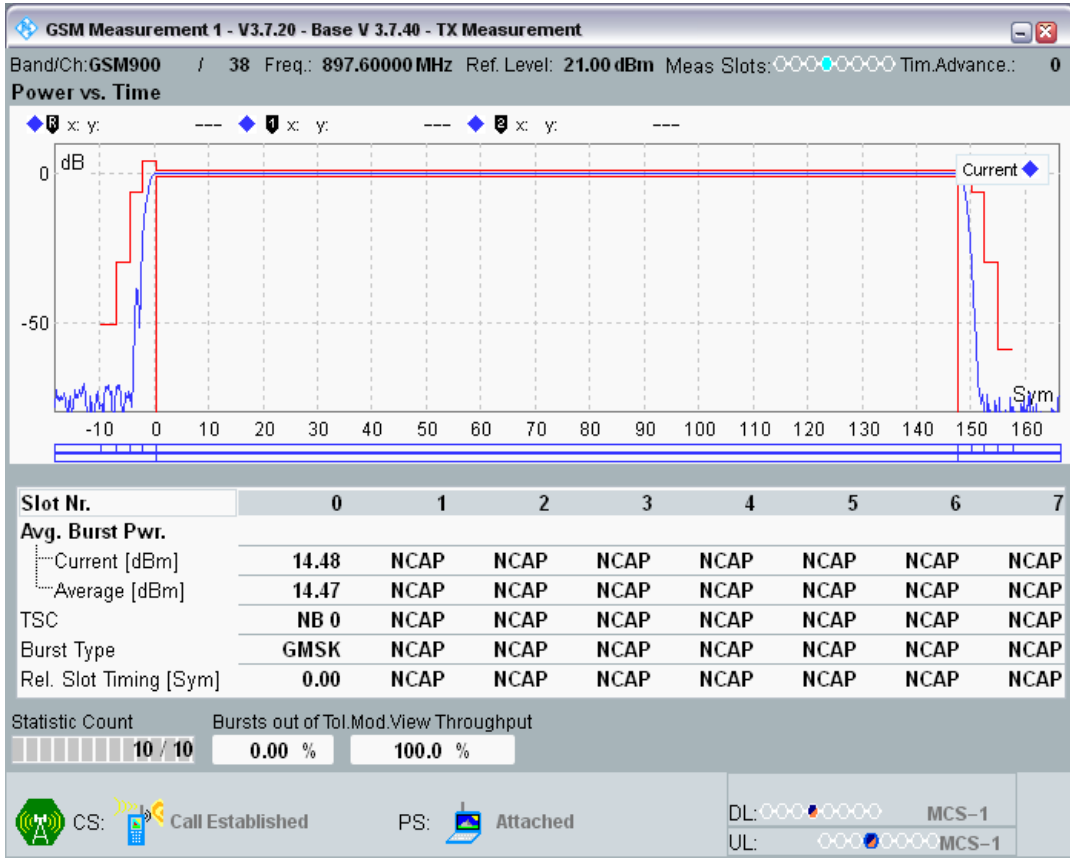 GSM Measurement 1 - V3.7.20 - Base V 3.7.40 - TX Measurement
Band/Ch:GSM900 / 38 Freq.: 897.60000 MHz Ref. Level: 21.00 dBm Meas Slots: Tim.Advance.: 0
Power vs. Time
R x: y: --- 1 x: y: --- 2 x: y: ---
dB
Current
0
-50
Sym
-10 0 10 20 30 40 50 60 70 80 90 100 110 120 130 140 150 160
Slot Nr. 0 1 2 3 4 5 6 7
Avg. Burst Pwr.
Current [dBm] 14.48 NCAP NCAP NCAP NCAP NCAP NCAP NCAP
Average [dBm] 14.47 NCAP NCAP NCAP NCAP NCAP NCAP NCAP
TSC NB 0 NCAP NCAP NCAP NCAP NCAP NCAP NCAP
Burst Type GMSK NCAP NCAP NCAP NCAP NCAP NCAP NCAP
Rel. Slot Timing [Sym] 0.00 NCAP NCAP NCAP NCAP NCAP NCAP NCAP
Statistic Count Bursts out of Tol. Mod.View Throughput
10 / 10 0.00 % 100.0 %
CS: Call Established PS: Attached
DL: MCS-1
UL: MCS-1